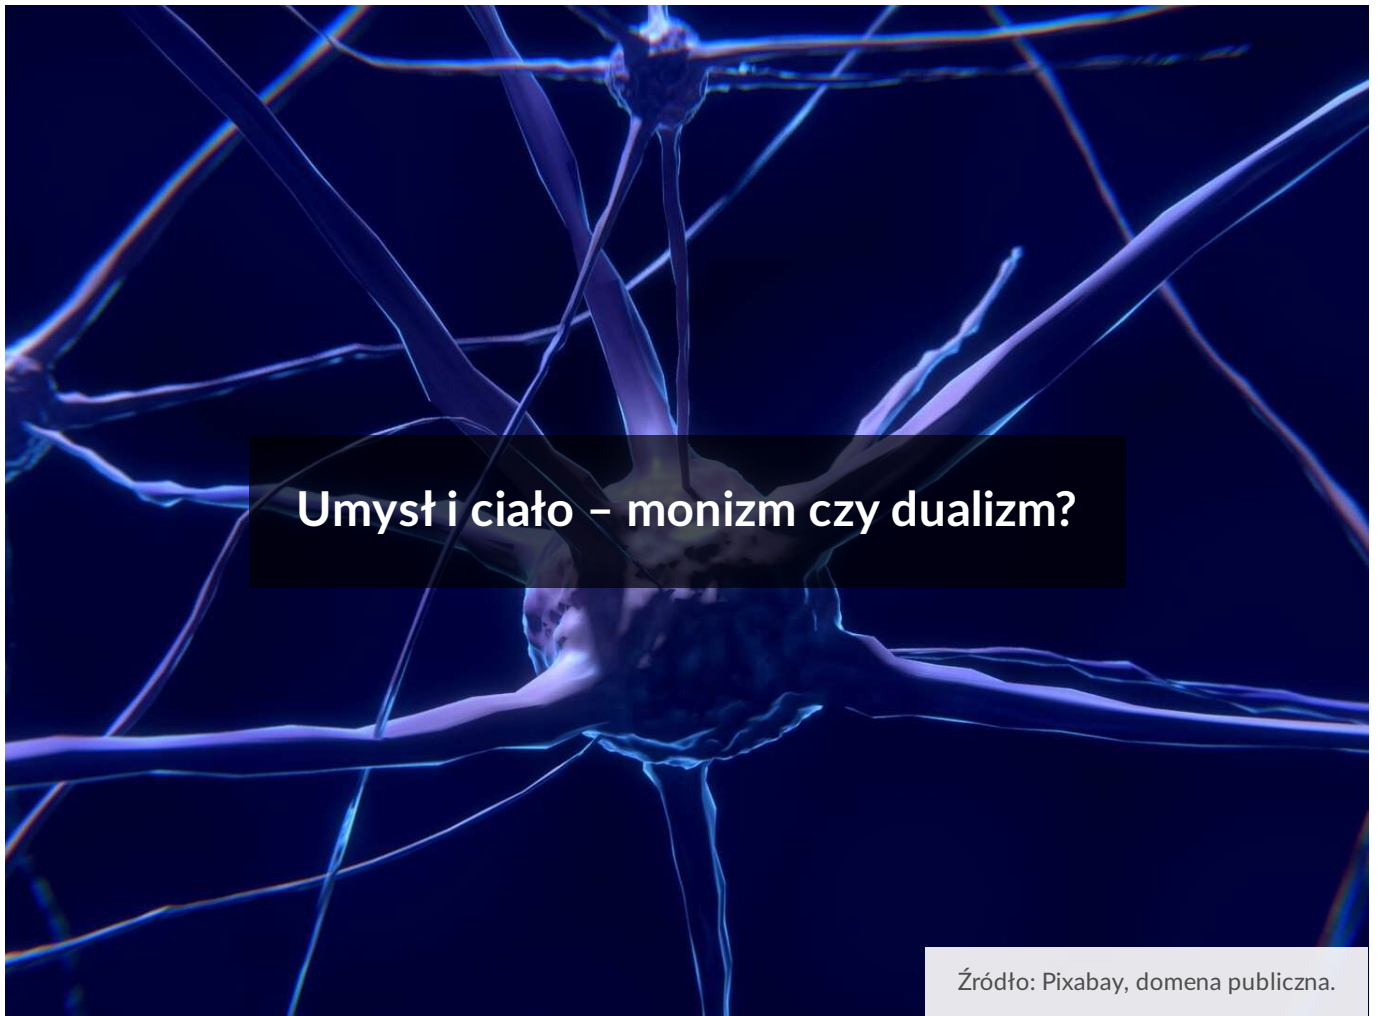 Umysł i ciało – monizm czy dualizm?
Źródło: Pixabay, domena publiczna.